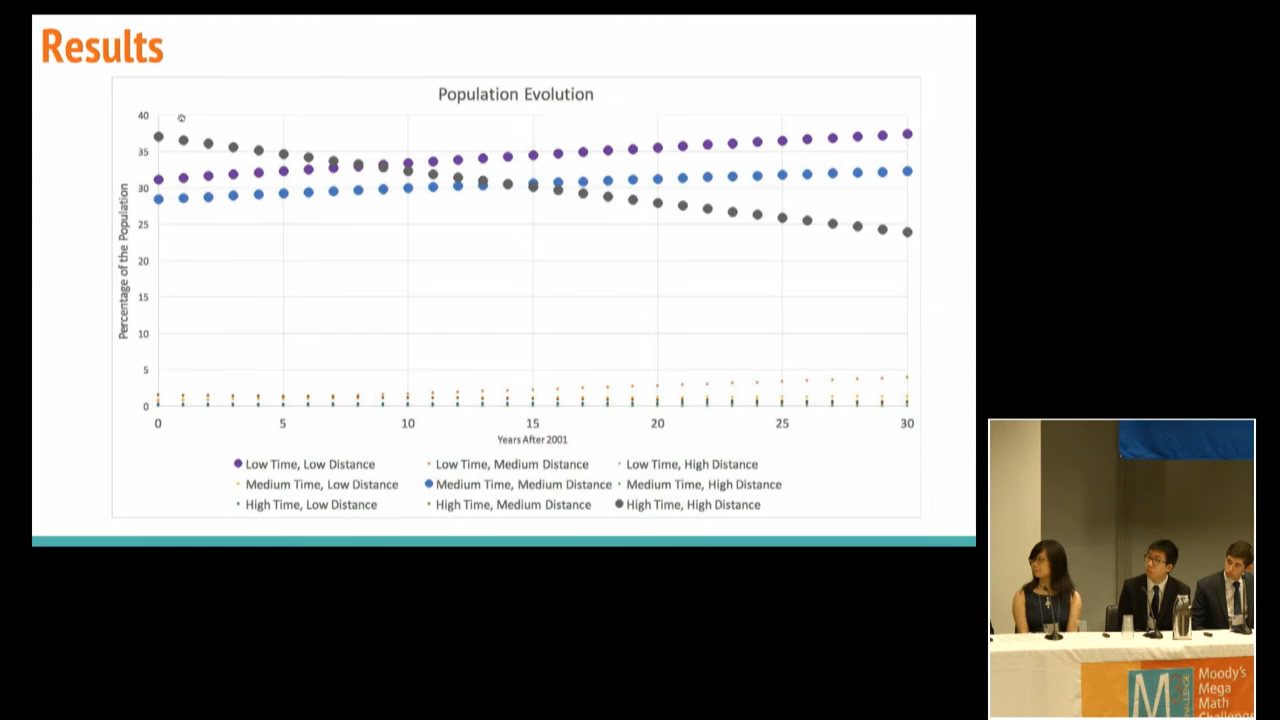 Results
Population Evolution
Percentage of the Population
40
35
30
25
20
15
10
5
0
0 5 10 15 20 25 30
Years After 2001
Low Time, Low Distance Low Time, Medium Distance Low Time, High Distance
Medium Time, Low Distance Medium Time, Medium Distance Medium Time, High Distance
High Time, Low Distance High Time, Medium Distance High Time, High Distance
M
CHALLENGE
Moody's
Mega
Math
Challenge